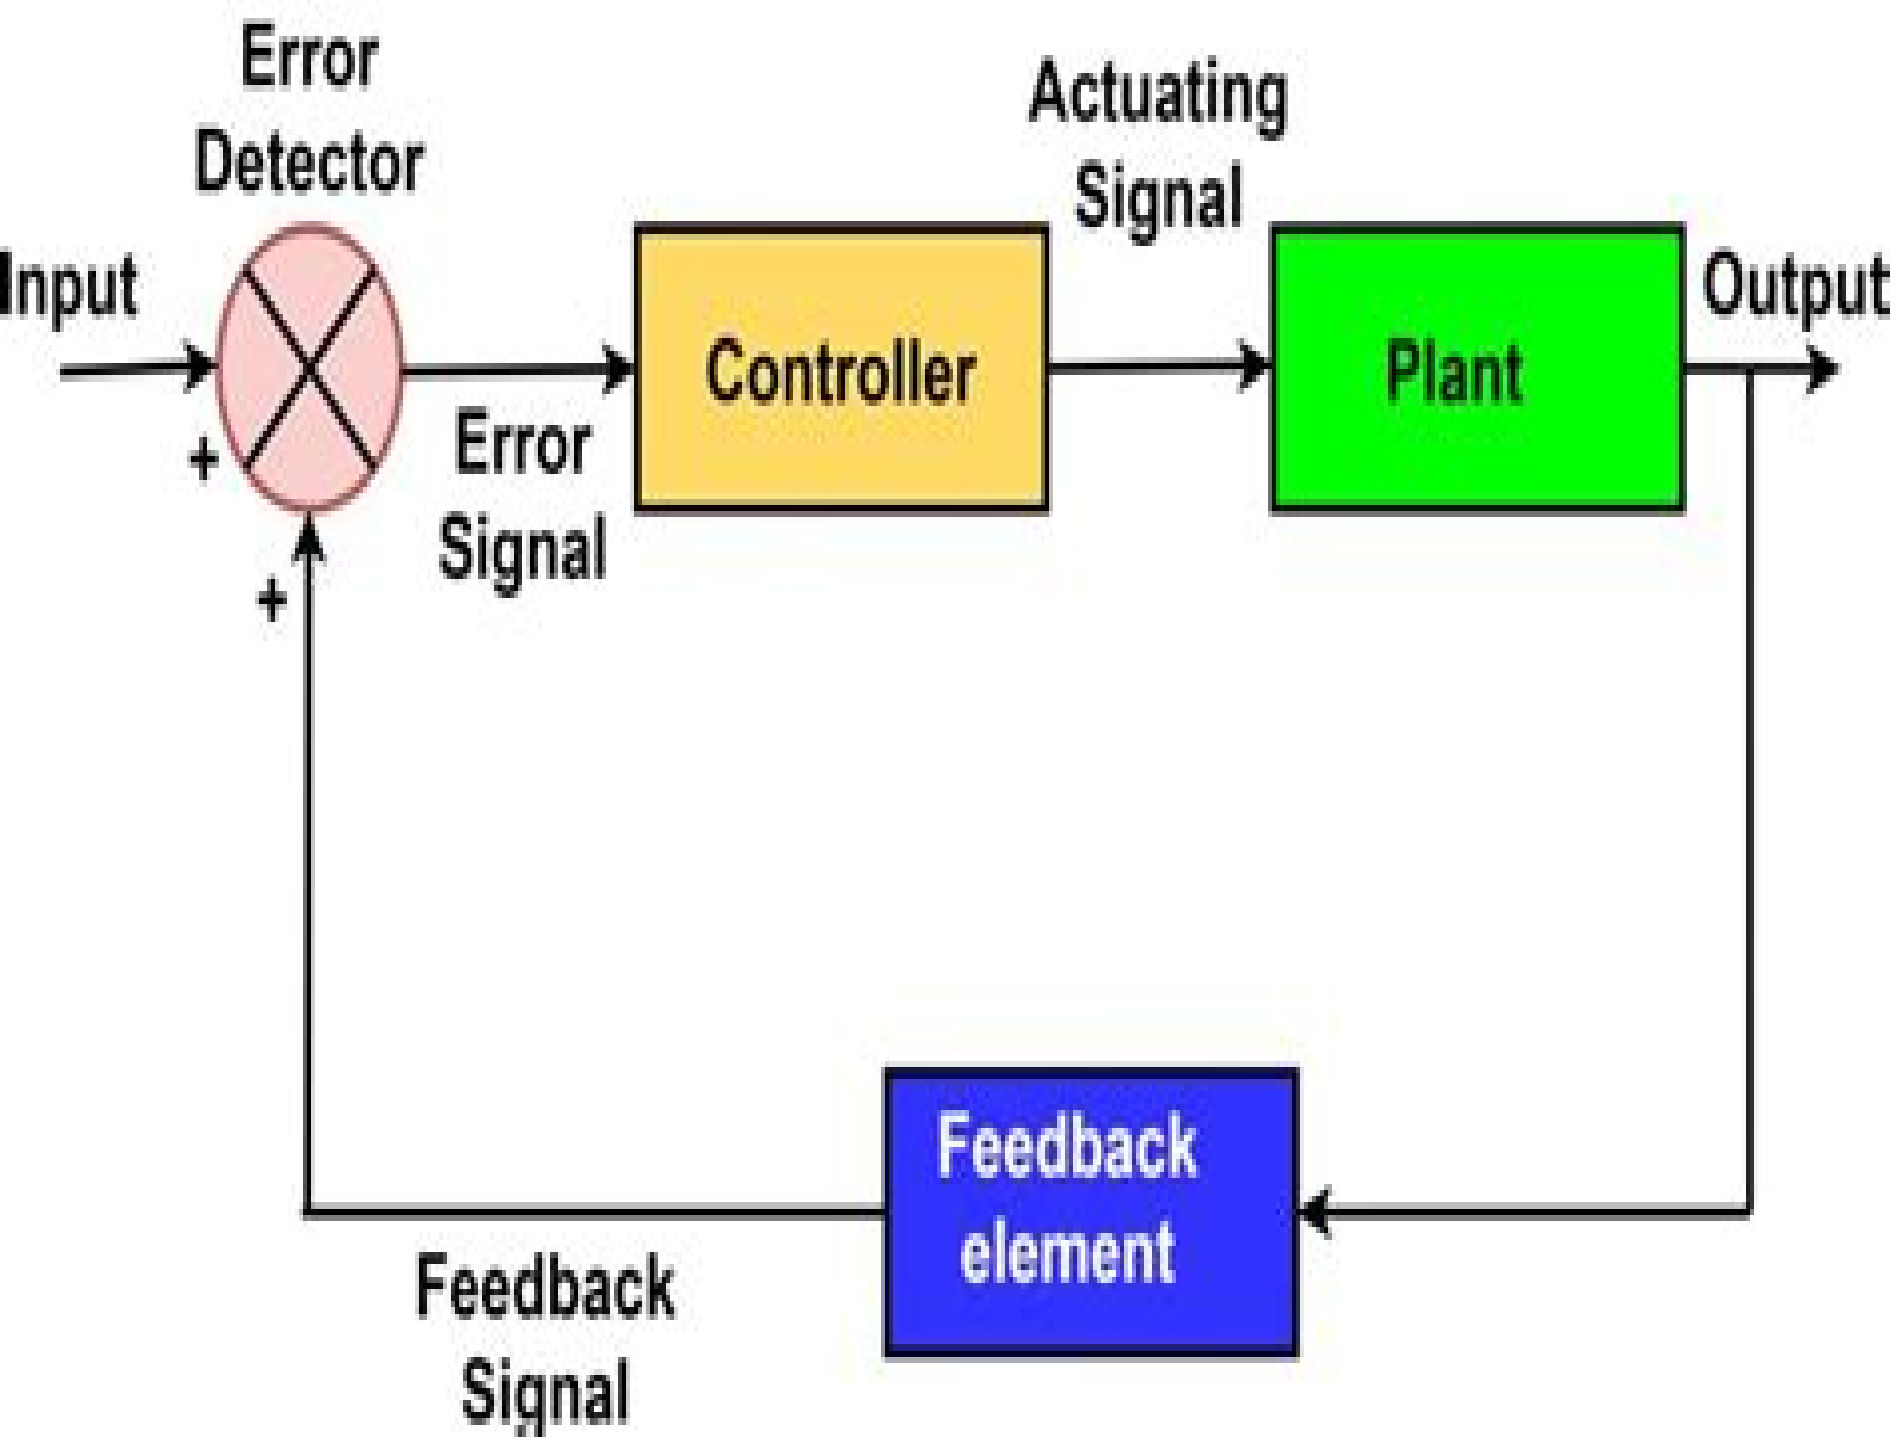 Error
Detector
Actuating
Signal
Input
Output
Controller
Plant
+
Error
Signal
+
Feedback
element
Feedback
Signal